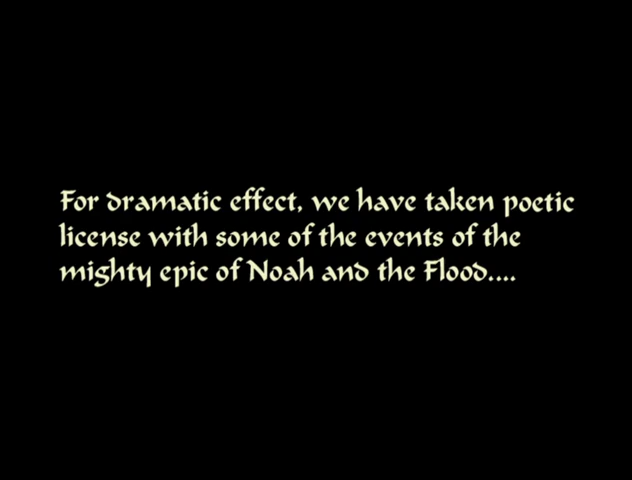 For dramatic effect, we have taken poetic
license with some of the events of the
mighty epic of Noah and the Flood....